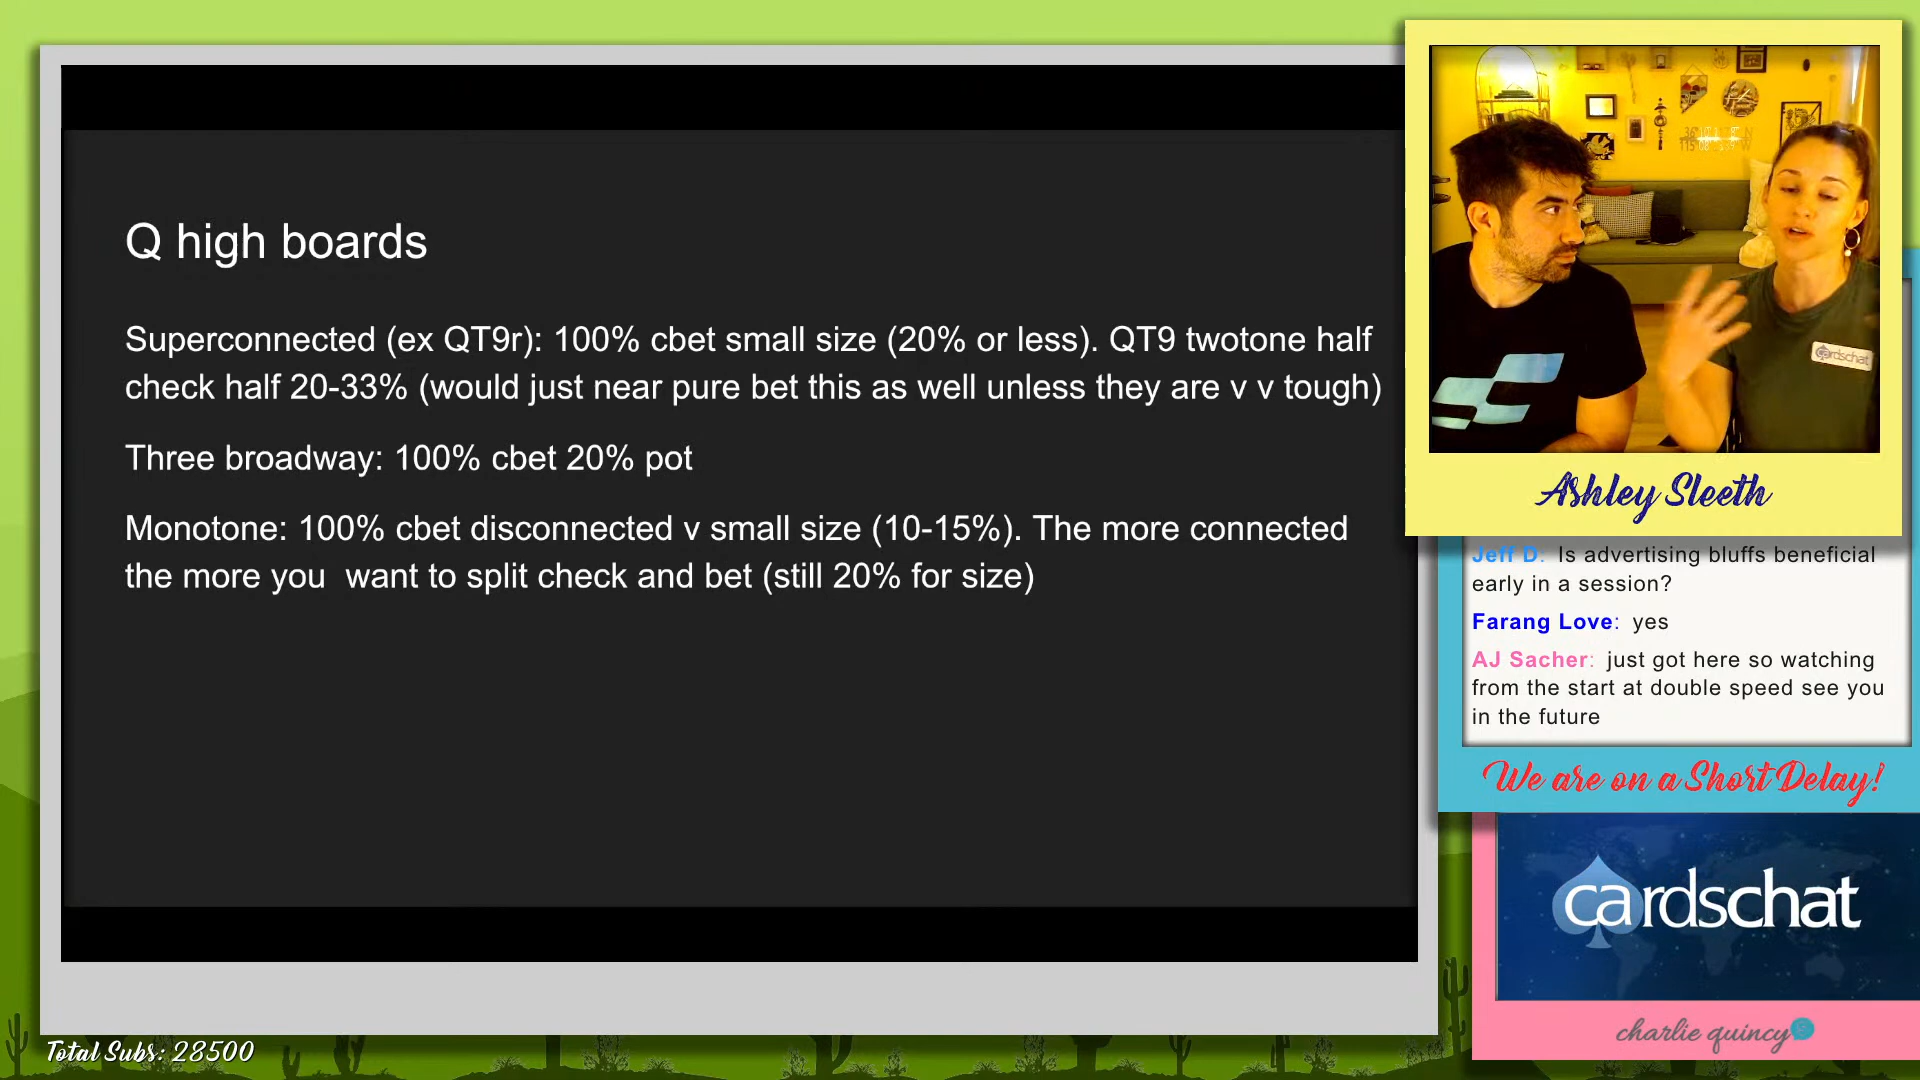 Q high boards
Superconnected (ex QT9r): 100% cbet small size (20% or less). QT9 twotone half
check half 20-33% (would just near pure bet this as well unless they are v v tough)
Three broadway: 100% cbet 20% pot
Monotone: 100% cbet disconnected v small size (10-15%). The more connected
the more you  want to split check and bet (still 20% for size)
cardschat
Ashley Sleeth
Jeff D: Is advertising bluffs beneficial
early in a session?
Farang Love: yes
AJ Sacher: just got here so watching
from the start at double speed see you
in the future
We are on a Short Delay!
cardschat
charlie quincy
Total Subs: 28500